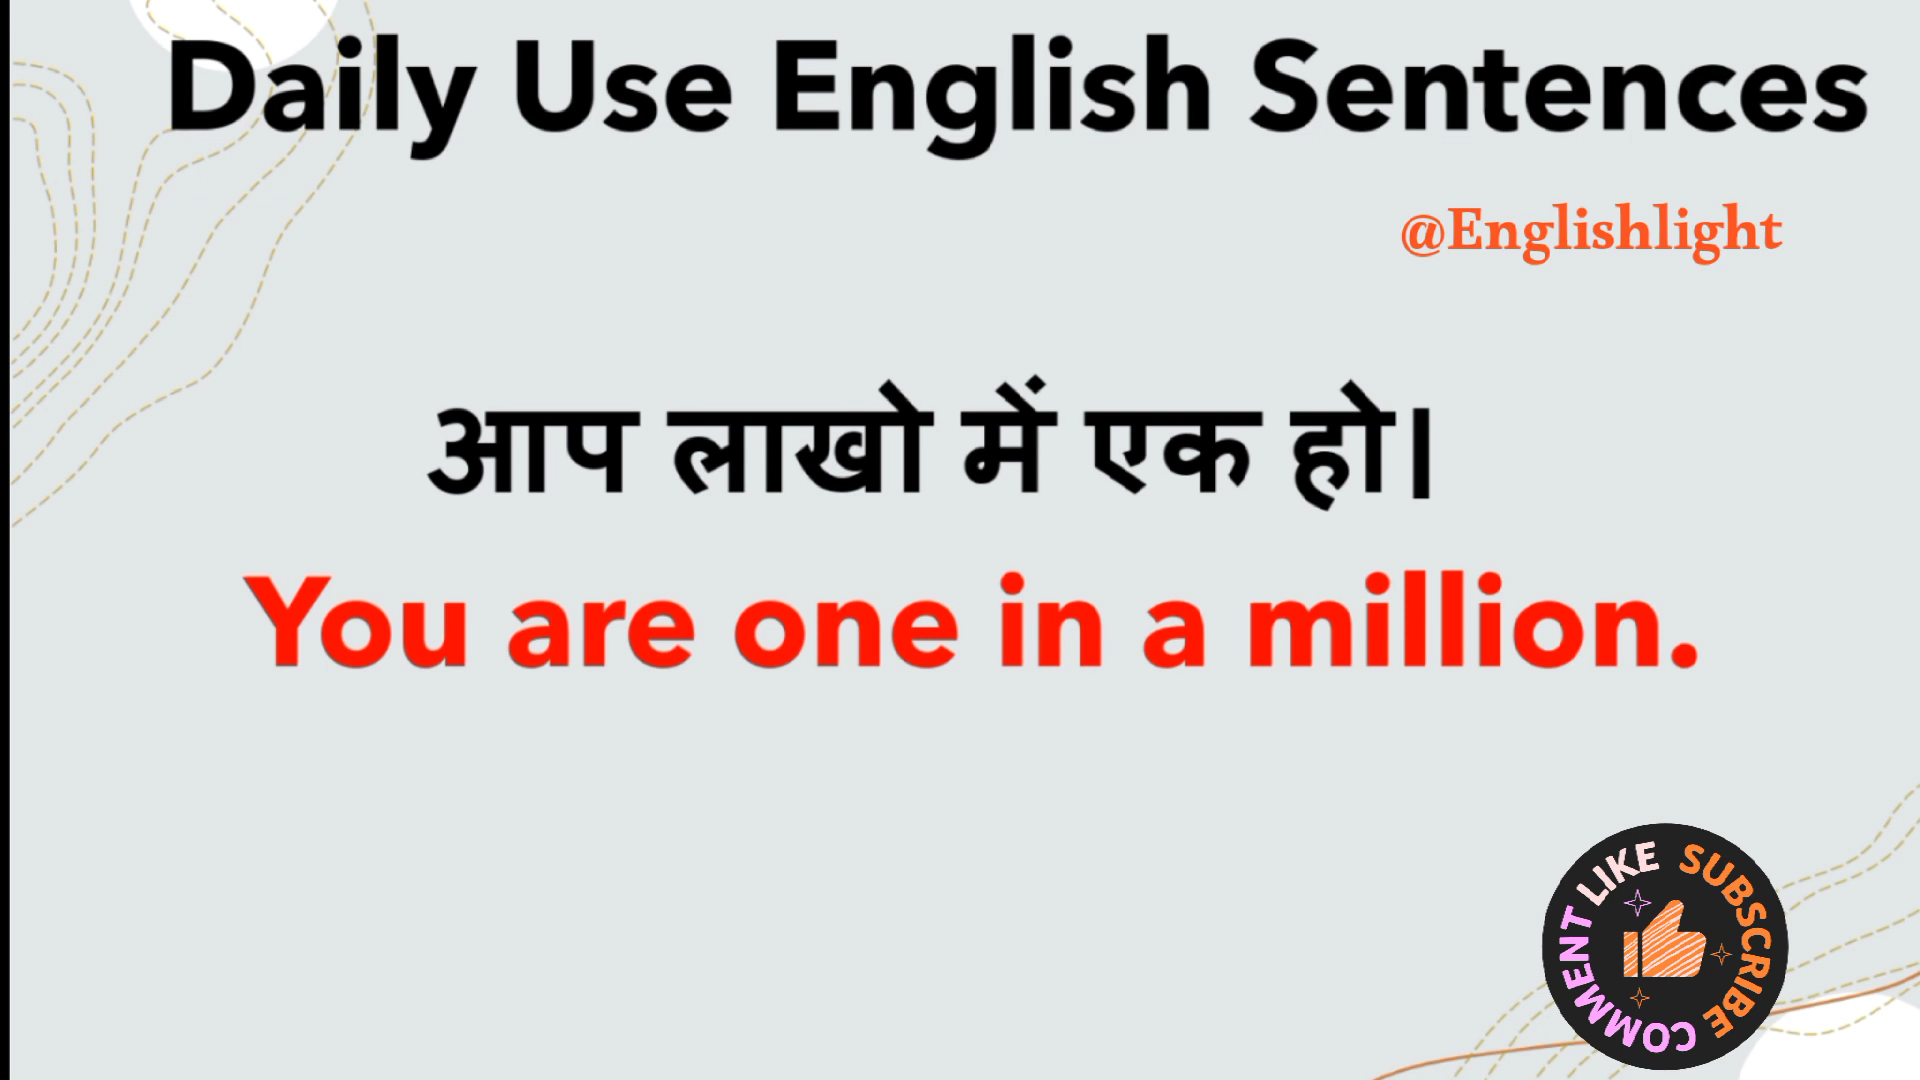 Daily Use English Sentences
@Englishlight
आप लाखो में एक हो।
You are one in a million.
LIKE SUBSCRIBE COMMENT